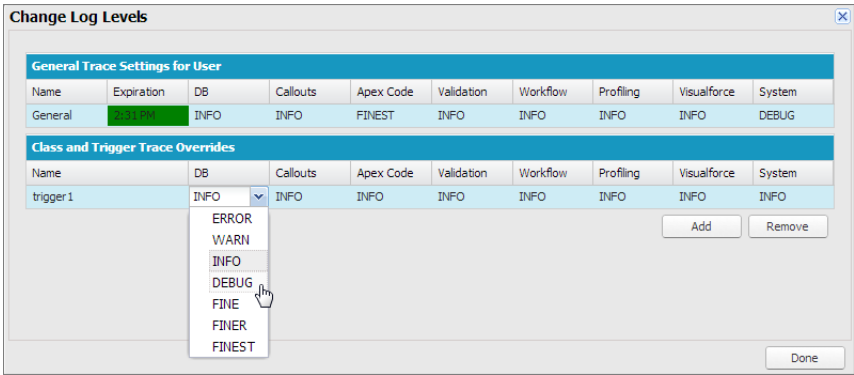 Change Log Levels
General Trace Settings for User
Name Expiration DB Callouts Apex Code Validation Workflow Profiling Visualforce System
General 2:31 PM INFO INFO FINEST INFO INFO INFO INFO DEBUG
Class and Trigger Trace Overrides
Name DB Callouts Apex Code Validation Workflow Profiling Visualforce System
trigger1 INFO INFO INFO INFO INFO INFO INFO INFO
ERROR
WARN
INFO
DEBUG
FINE
FINER
FINEST
Add Remove
Done